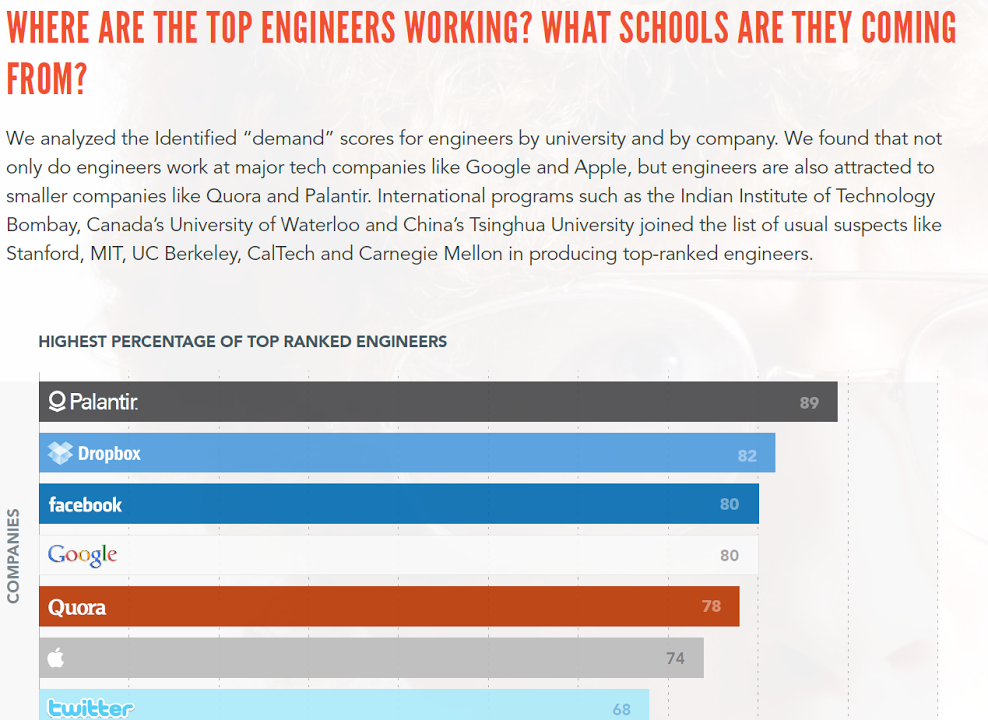 WHERE ARE THE TOP ENGINEERS WORKING? WHAT SCHOOLS ARE THEY COMING
FROM?
We analyzed the Identified “demand” scores for engineers by university and by company. We found that not
only do engineers work at major tech companies like Google and Apple, but engineers are also attracted to
smaller companies like Quora and Palantir. International programs such as the Indian Institute of Technology
Bombay, Canada’s University of Waterloo and China’s Tsinghua University joined the list of usual suspects like
Stanford, MIT, UC Berkeley, CalTech and Carnegie Mellon in producing top-ranked engineers.
HIGHEST PERCENTAGE OF TOP RANKED ENGINEERS
COMPANIES
Palantir. 89
Dropbox 82
facebook 80
Google 80
Quora 78
74
twitter 68